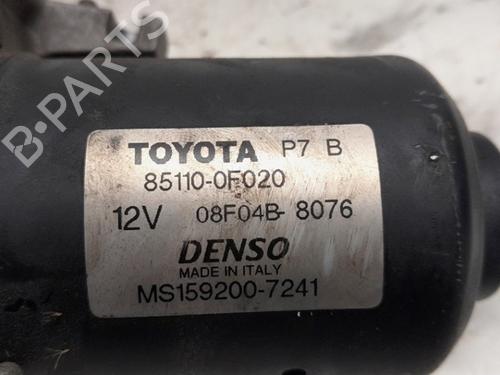 B-PARTS
TOYOTA P7 B
85110-0F020
12V 08F04B-8076
DENSO
MADE IN ITALY
MS159200-7241